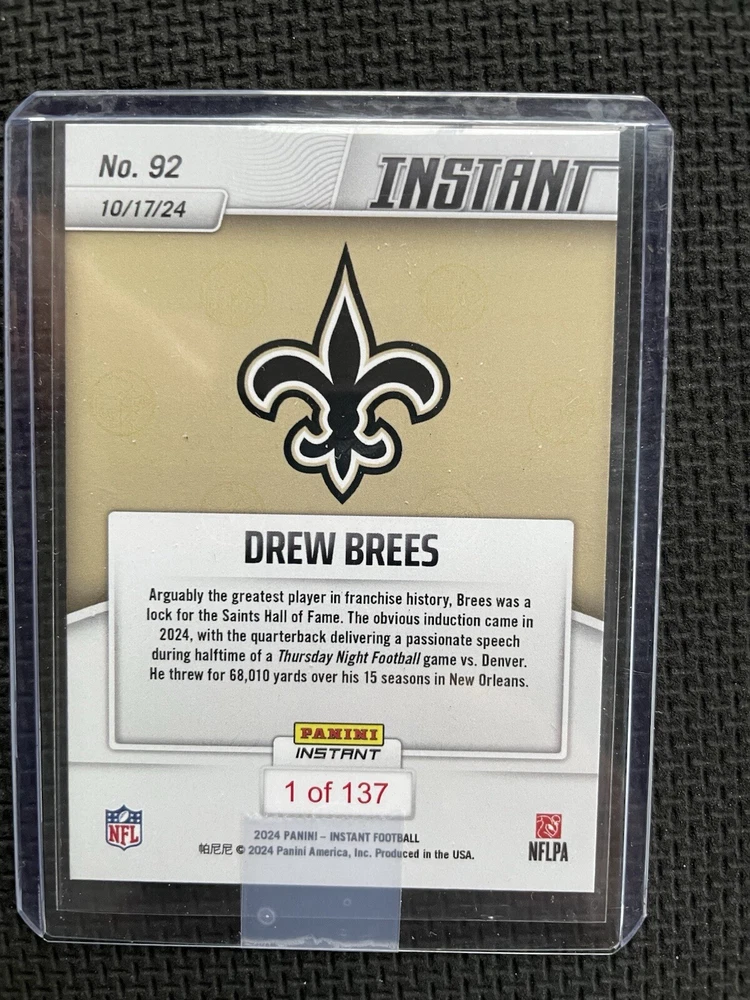 No. 92
INSTANT
10/17/24
DREW BREES
Arguably the greatest player in franchise history, Brees was a
lock for the Saints Hall of Fame. The obvious induction came in
2024, with the quarterback delivering a passionate speech
during halftime of a Thursday Night Football game vs. Denver.
He threw for 68,010 yards over his 15 seasons in New Orleans.
PANINI
INSTANT
1 of 137
NFL
2024 PANINI – INSTANT FOOTBALL
帕尼尼 © 2024 Panini America, Inc. Produced in the USA.
NFLPA